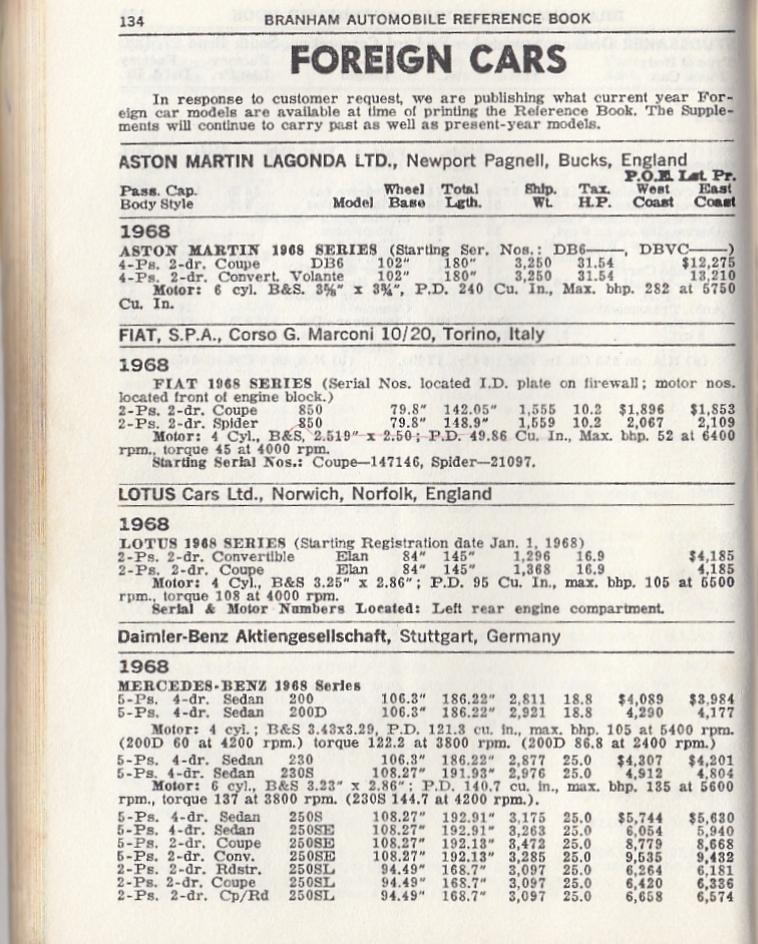 134 BRANHAM AUTOMOBILE REFERENCE BOOK
FOREIGN CARS
In response to customer request, we are publishing what current year For-
eign car models are available at time of printing the Reference Book. The Supple-
ments will continue to carry past as well as present-year models.
ASTON MARTIN LAGONDA LTD., Newport Pagnell, Bucks, England
P.O.E. Lst. Pr.
Pass. Cap. Wheel Total Ship. Tax. West East
Body Style Model Base Lgth. Wt. H.P. Coast Coast
1968
ASTON MARTIN 1968 SERIES (Starting Ser. Nos.: DB6——, DBVC——)
4-Ps. 2-dr. Coupe DB6 102" 180" 3,250 31.54 $12,275
4-Ps. 2-dr. Convert. Volante 102" 180" 3,250 31.54 13,210
Motor: 6 cyl. B&S. 3⅝" x 3¾", P.D. 240 Cu. In., Max. bhp. 282 at 5750
Cu. In.
FIAT, S.P.A., Corso G. Marconi 10/20, Torino, Italy
1968
FIAT 1968 SERIES (Serial Nos. located I.D. plate on firewall; motor nos.
located front of engine block.)
2-Ps. 2-dr. Coupe 850 79.8" 142.05" 1,555 10.2 $1,896 $1,853
2-Ps. 2-dr. Spider 850 79.8" 148.9" 1,559 10.2 2,067 2,109
Motor: 4 Cyl., B&S, 2.519" x 2.50; P.D. 49.86 Cu. In., Max. bhp. 52 at 6400
rpm., torque 45 at 4000 rpm.
Starting Serial Nos.: Coupe—147146, Spider—21097.
LOTUS Cars Ltd., Norwich, Norfolk, England
1968
LOTUS 1968 SERIES (Starting Registration date Jan. 1, 1968)
2-Ps. 2-dr. Convertible Elan 84" 145" 1,296 16.9 $4,185
2-Ps. 2-dr. Coupe Elan 84" 145" 1,368 16.9 4,185
Motor: 4 Cyl., B&S 3.25" x 2.86"; P.D. 95 Cu. In., max. bhp. 105 at 5500
rpm., torque 108 at 4000 rpm.
Serial & Motor Numbers Located: Left rear engine compartment.
Daimler-Benz Aktiengesellschaft, Stuttgart, Germany
1968
MERCEDES-BENZ 1968 Series
5-Ps. 4-dr. Sedan 200 106.3" 186.22" 2,811 18.8 $4,089 $3,984
5-Ps. 4-dr. Sedan 200D 106.3" 186.22" 2,921 18.8 4,290 4,177
Motor: 4 cyl.; B&S 3.43x3.29, P.D. 121.3 cu. in., max. bhp. 105 at 5400 rpm.
(200D 60 at 4200 rpm.) torque 122.2 at 3800 rpm. (200D 86.8 at 2400 rpm.)
5-Ps. 4-dr. Sedan 230 106.3" 186.22" 2,877 25.0 $4,307 $4,201
5-Ps. 4-dr. Sedan 230S 108.27" 191.93" 2,976 25.0 4,912 4,804
Motor: 6 cyl., B&S 3.23" x 2.86"; P.D. 140.7 cu. in., max. bhp. 135 at 5600
rpm., torque 137 at 3800 rpm. (230S 144.7 at 4200 rpm.).
5-Ps. 4-dr. Sedan 250S 108.27" 192.91" 3,175 25.0 $5,744 $5,630
5-Ps. 4-dr. Sedan 250SE 108.27" 192.91" 3,263 25.0 6,054 5,940
5-Ps. 2-dr. Coupe 250SE 108.27" 192.13" 3,472 25.0 8,779 8,668
5-Ps. 2-dr. Conv. 250SE 108.27" 192.13" 3,285 25.0 9,535 9,432
2-Ps. 2-dr. Rdstr. 250SL 94.49" 168.7" 3,097 25.0 6,264 6,181
2-Ps. 2-dr. Coupe 250SL 94.49" 168.7" 3,097 25.0 6,420 6,336
2-Ps. 2-dr. Cp/Rd 250SL 94.49" 168.7" 3,097 25.0 6,658 6,574